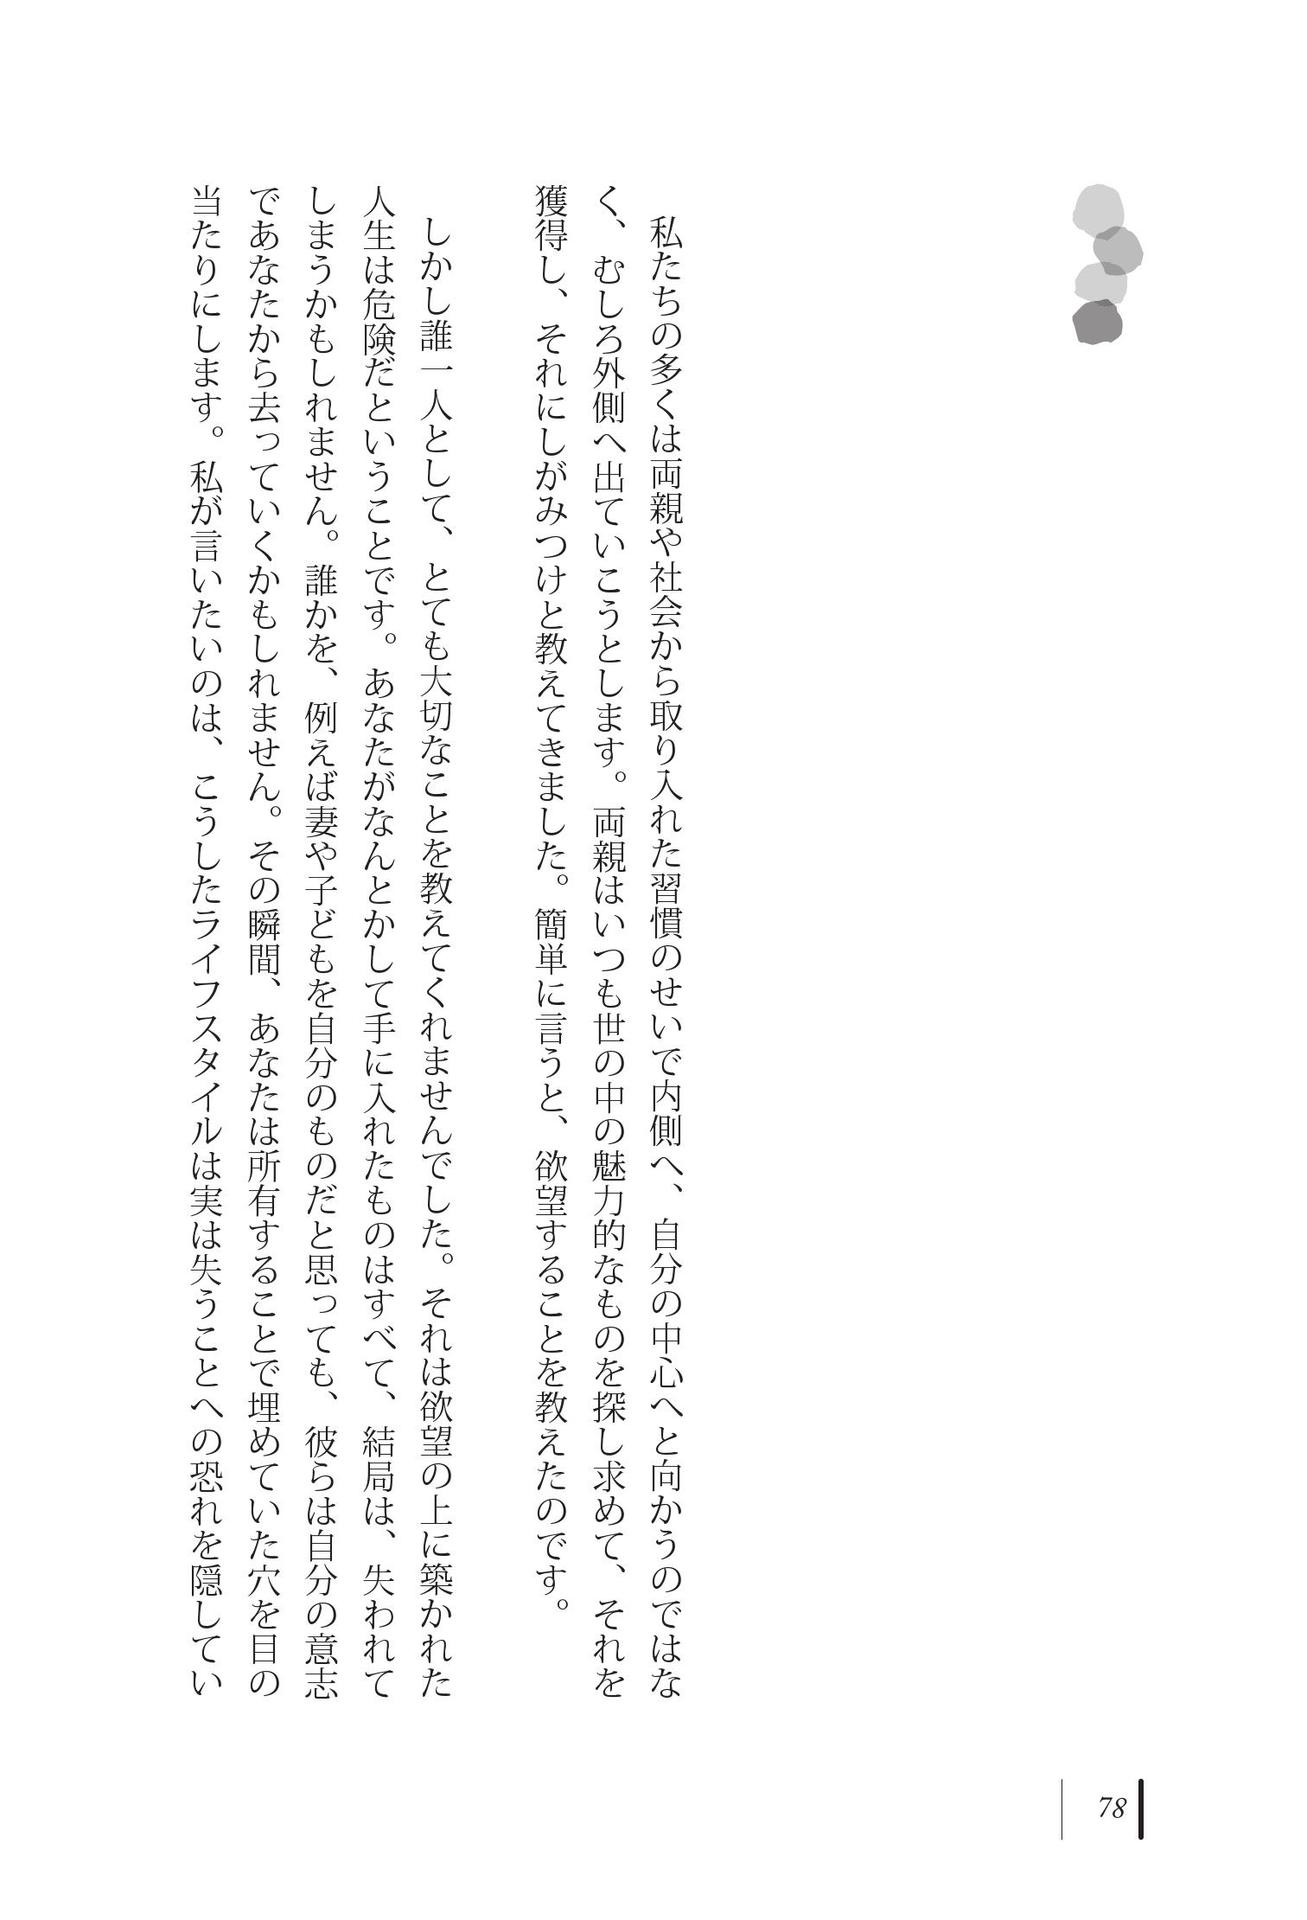 私たちの多くは両親や社会から取り入れた習慣のせいで内側へ、自分の中心へと向かうのではな
く、むしろ外側へ出ていこうとします。両親はいつも世の中の魅力的なものを探し求めて、それを
獲得し、それにしがみつけと教えてきました。簡単に言うと、欲望することを教えたのです。
しかし誰一人として、とても大切なことを教えてくれませんでした。それは欲望の上に築かれた
人生は危険だということです。あなたがなんとかして手に入れたものはすべて、結局は、失われて
しまうかもしれません。誰かを、例えば妻や子どもを自分のものだと思っても、彼らは自分の意志
であなたから去っていくかもしれません。その瞬間、あなたは所有することで埋めていた穴を目の
当たりにします。私が言いたいのは、こうしたライフスタイルは実は失うことへの恐れを隠してい
78